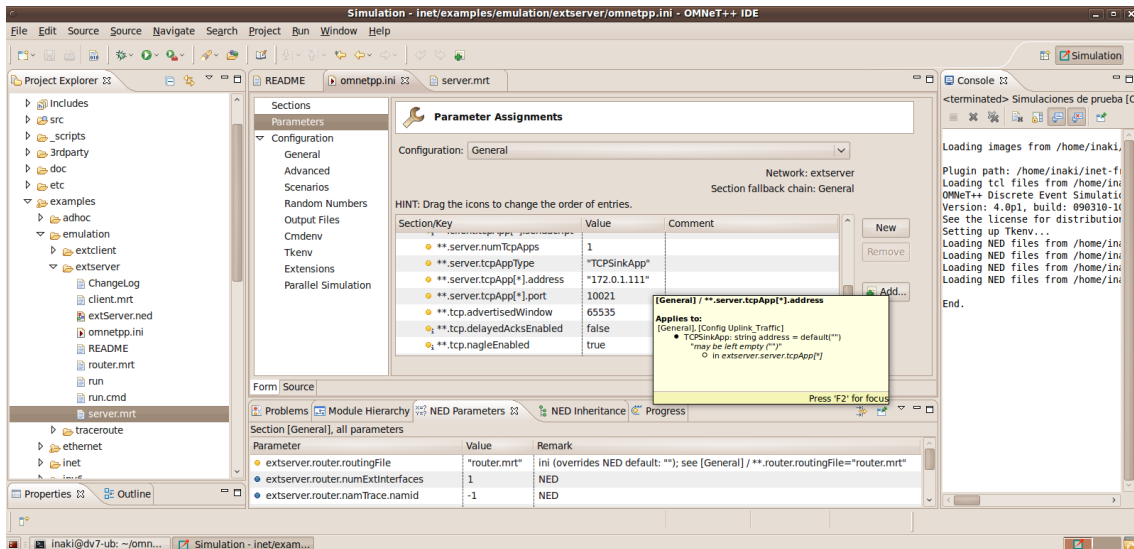 Simulation - inet/examples/emulation/extserver/omnetpp.ini - OMNeT++ IDE
File Edit Source Source Navigate Search Project Run Window Help
Simulation
Project Explorer
Includes
src
_scripts
3rdparty
doc
etc
examples
adhoc
emulation
extclient
extserver
ChangeLog
client.mrt
extServer.ned
omnetpp.ini
README
router.mrt
run
run.cmd
server.mrt
traceroute
ethernet
inet
Properties Outline
README omnetpp.ini server.mrt
Sections
Parameters
Configuration
General
Advanced
Scenarios
Random Numbers
Output Files
Cmdenv
Tkenv
Extensions
Parallel Simulation
Parameter Assignments
Configuration: General
Network: extserver
Section fallback chain: General
HINT: Drag the icons to change the order of entries.
Section/Key Value Comment
**.server.numTcpApps 1
**.server.tcpAppType "TCPSinkApp"
**.server.tcpApp[*].address "172.0.1.111"
**.server.tcpApp[*].port 10021
**.tcp.advertisedWindow 65535
**.tcp.delayedAcksEnabled false
**.tcp.nagleEnabled true
New
Remove
Add...
[General] / **.server.tcpApp[*].address
Applies to:
[General], [Config Uplink_Traffic]
TCPSinkApp: string address = default("")
"may be left empty ("")"
in extserver.server.tcpApp[*]
Press 'F2' for focus
Form Source
Problems Module Hierarchy NED Parameters NED Inheritance Progress
Section [General], all parameters
Parameter Value Remark
extserver.router.routingFile "router.mrt" ini (overrides NED default: ""); see [General] / **.router.routingFile="router.mrt"
extserver.router.numExtInterfaces 1 NED
extserver.router.namTrace.namid -1 NED
Console
<terminated> Simulaciones de prueba [C
Loading images from /home/inaki/
Plugin path: /home/inaki/inet-fr
Loading tcl files from /home/ina
OMNeT++ Discrete Event Simulatio
Version: 4.0p1, build: 090310-10
See the license for distribution
Setting up Tkenv...
Loading NED files from /home/ina
Loading NED files from /home/ina
Loading NED files from /home/ina
Loading NED files from /home/ina
End.
inaki@dv7-ub: ~/omn... Simulation - inet/exam...